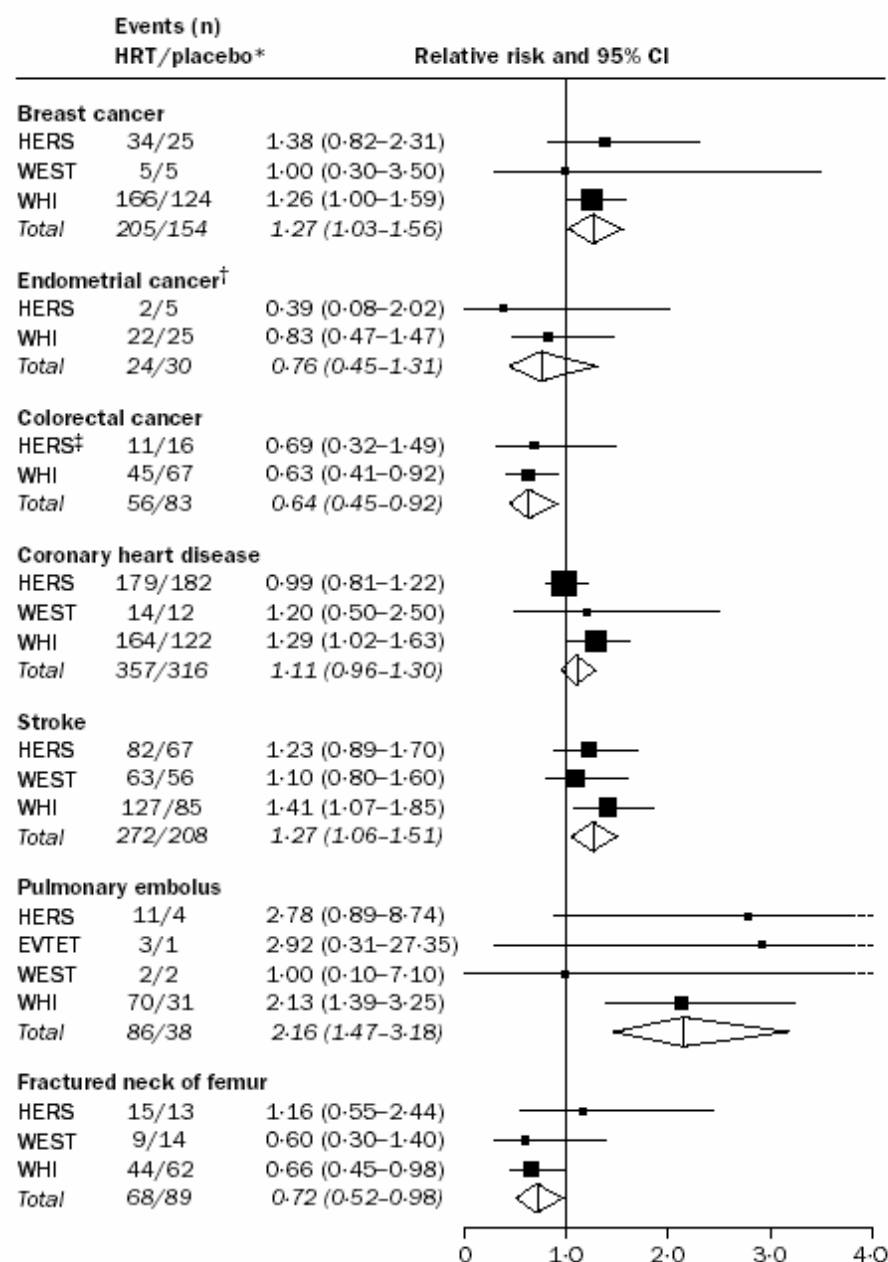 Events (n)
HRT/placebo* Relative risk and 95% CI
Breast cancer
HERS 34/25 1·38 (0·82–2·31)
WEST 5/5 1·00 (0·30–3·50)
WHI 166/124 1·26 (1·00–1·59)
Total 205/154 1·27 (1·03–1·56)
Endometrial cancer†
HERS 2/5 0·39 (0·08–2·02)
WHI 22/25 0·83 (0·47–1·47)
Total 24/30 0·76 (0·45–1·31)
Colorectal cancer
HERS‡ 11/16 0·69 (0·32–1·49)
WHI 45/67 0·63 (0·41–0·92)
Total 56/83 0·64 (0·45–0·92)
Coronary heart disease
HERS 179/182 0·99 (0·81–1·22)
WEST 14/12 1·20 (0·50–2·50)
WHI 164/122 1·29 (1·02–1·63)
Total 357/316 1·11 (0·96–1·30)
Stroke
HERS 82/67 1·23 (0·89–1·70)
WEST 63/56 1·10 (0·80–1·60)
WHI 127/85 1·41 (1·07–1·85)
Total 272/208 1·27 (1·06–1·51)
Pulmonary embolus
HERS 11/4 2·78 (0·89–8·74)
EVTET 3/1 2·92 (0·31–27·35)
WEST 2/2 1·00 (0·10–7·10)
WHI 70/31 2·13 (1·39–3·25)
Total 86/38 2·16 (1·47–3·18)
Fractured neck of femur
HERS 15/13 1·16 (0·55–2·44)
WEST 9/14 0·60 (0·30–1·40)
WHI 44/62 0·66 (0·45–0·98)
Total 68/89 0·72 (0·52–0·98)
0 1·0 2·0 3·0 4·0